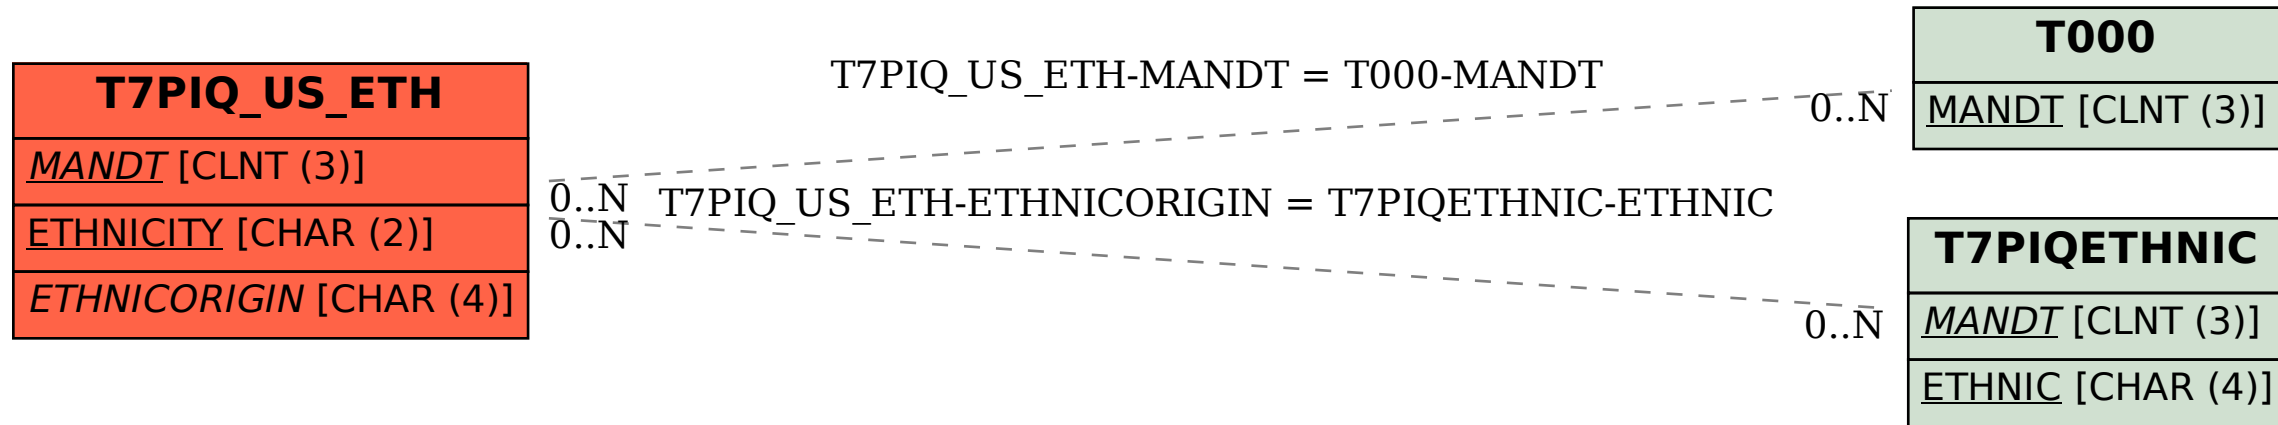 T7PIQ_US_ETH
MANDT [CLNT (3)]
ETHNICITY [CHAR (2)]
ETHNICORIGIN [CHAR (4)]
T7PIQ_US_ETH-MANDT = T000-MANDT
0..N
0..N
T7PIQ_US_ETH-ETHNICORIGIN = T7PIQETHNIC-ETHNIC
0..N
0..N
T000
MANDT [CLNT (3)]
T7PIQETHNIC
MANDT [CLNT (3)]
ETHNIC [CHAR (4)]